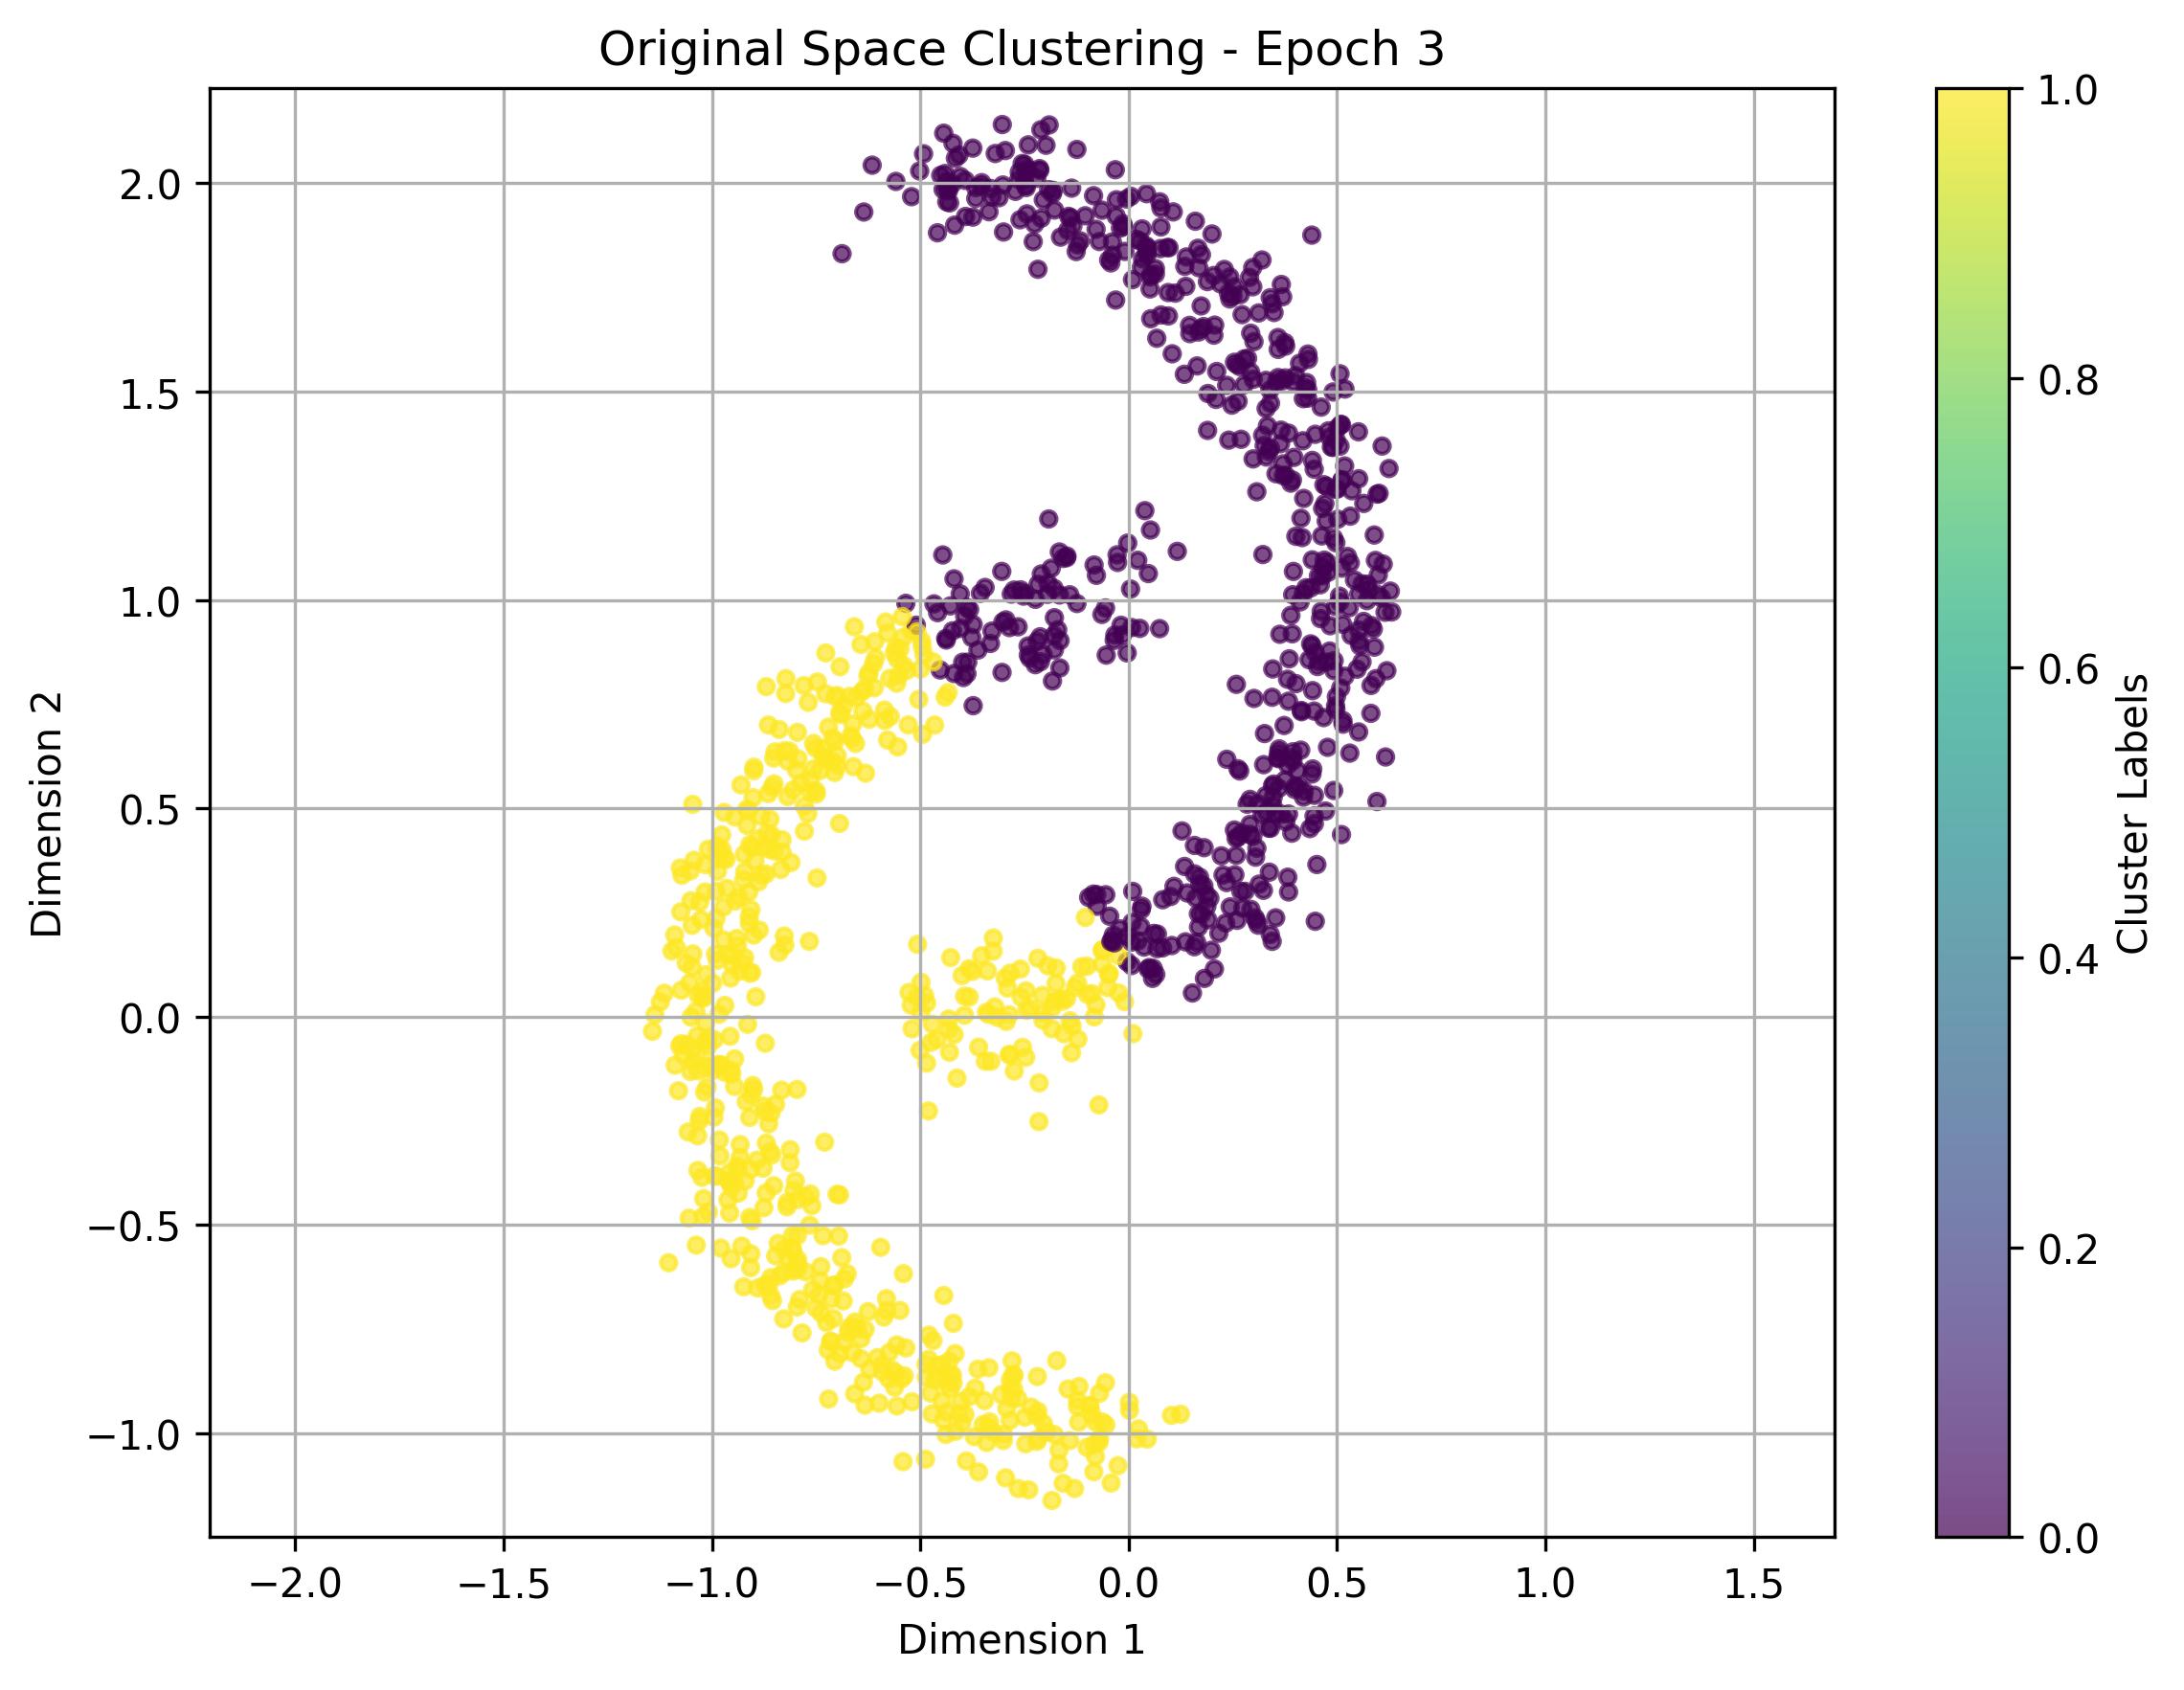 Original Space Clustering - Epoch 3
2.0
1.5
1.0
0.5
0.0
−0.5
−1.0
Dimension 2
−2.0 −1.5 −1.0 −0.5 0.0 0.5 1.0 1.5
Dimension 1
1.0
0.8
0.6
0.4
0.2
0.0
Cluster Labels